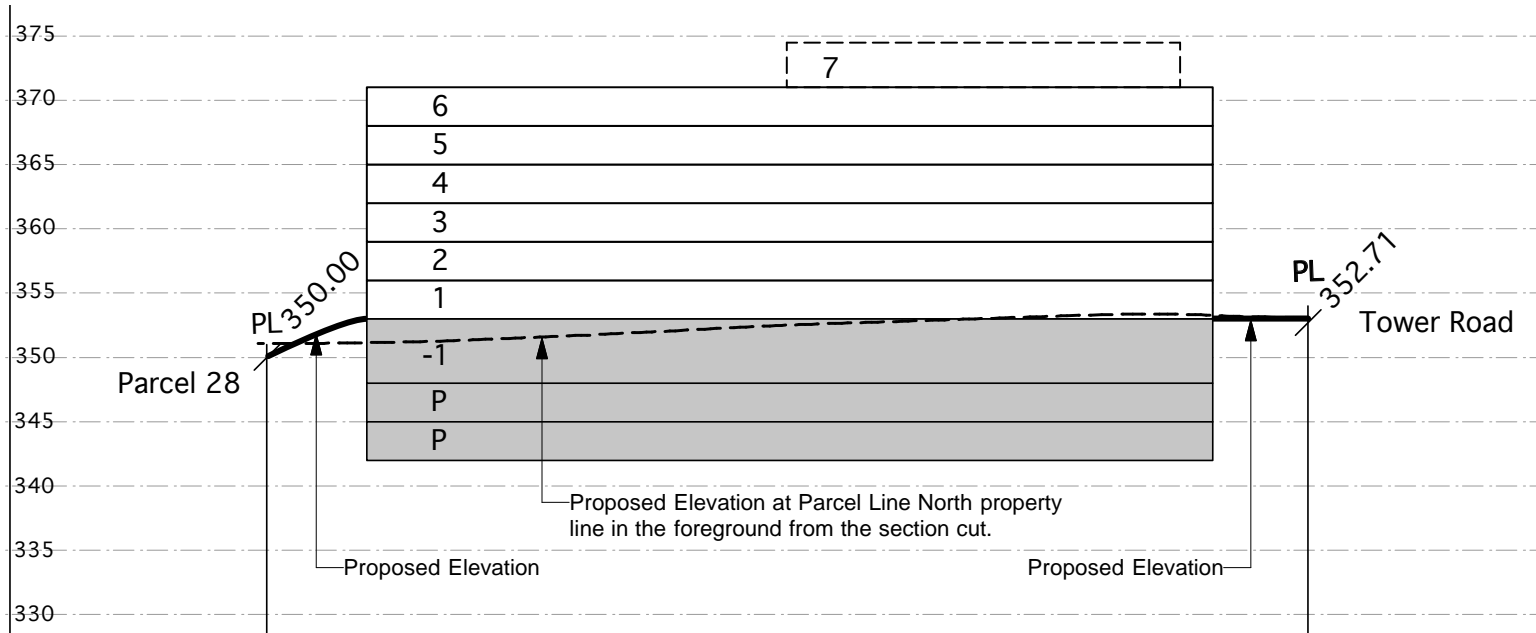 375
7
370
6
5
365
4
3
360
2
355
1
PL 350.00
PL 352.71
Tower Road
350
-1
Parcel 28
P
345
P
340
Proposed Elevation at Parcel Line North property
line in the foreground from the section cut.
335
Proposed Elevation
Proposed Elevation
330